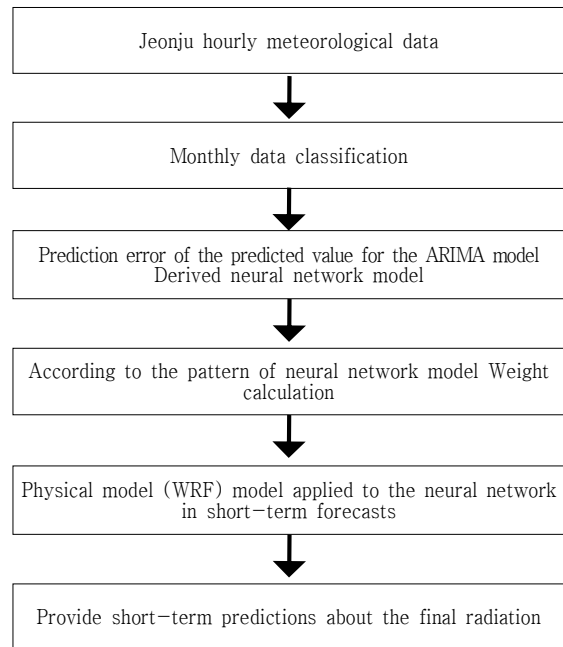 Jeonju hourly meteorological data
Monthly data classification
Prediction error of the predicted value for the ARIMA model
Derived neural network model
According to the pattern of neural network model Weight
calculation
Physical model (WRF) model applied to the neural network
in short-term forecasts
Provide short-term predictions about the final radiation